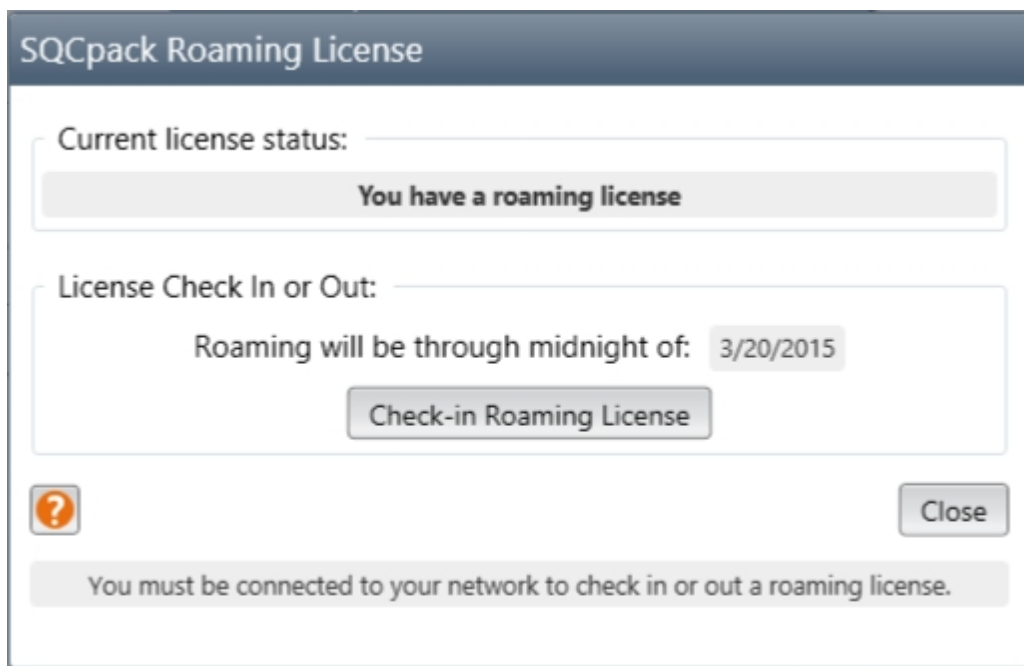 SQCpack Roaming License
Current license status:
You have a roaming license
License Check In or Out:
Roaming will be through midnight of: 3/20/2015
Check-in Roaming License
?
Close
You must be connected to your network to check in or out a roaming license.